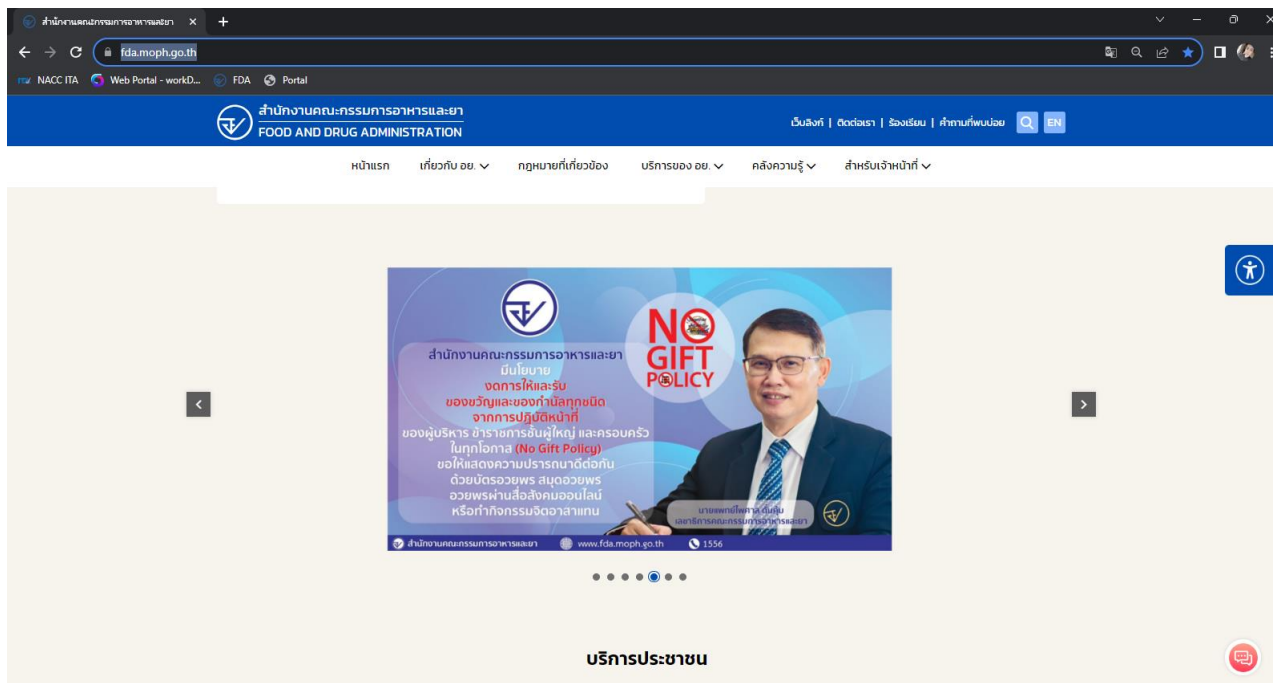 สำนักงานคณะกรรมการอาหารและยา
fda.moph.go.th
NACC ITA
Web Portal - workD...
FDA
Portal
สำนักงานคณะกรรมการอาหารและยา
FOOD AND DRUG ADMINISTRATION
เว็บลิงก์ | ติดต่อเรา | ร้องเรียน | คำถามที่พบบ่อย
EN
หน้าแรก
เกี่ยวกับ อย.
กฎหมายที่เกี่ยวข้อง
บริการของ อย.
คลังความรู้
สำหรับเจ้าหน้าที่
สำนักงานคณะกรรมการอาหารและยา
มีนโยบาย
งดการให้และรับ
ของขวัญและของกำนัลทุกชนิด
จากการปฏิบัติหน้าที่
ของผู้บริหาร ข้าราชการชั้นผู้ใหญ่ และครอบครัว
ในทุกโอกาส (No Gift Policy)
ขอให้แสดงความปรารถนาดีต่อกัน
ด้วยบัตรอวยพร สมุดอวยพร
อวยพรผ่านสื่อสังคมออนไลน์
หรือทำกิจกรรมจิตอาสาแทน
NO
GIFT
POLICY
นายแพทย์ไพศาล ดั่นคุ้ม
เลขาธิการคณะกรรมการอาหารและยา
สำนักงานคณะกรรมการอาหารและยา
www.fda.moph.go.th
1556
บริการประชาชน